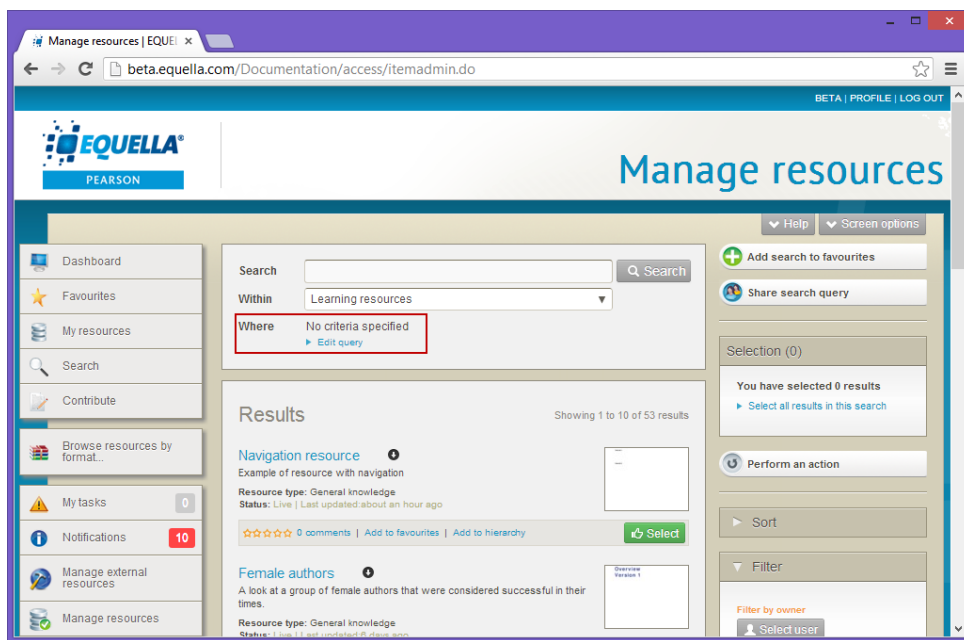 Manage resources | EQUEL
beta.equella.com/Documentation/access/itemadmin.do
BETA | PROFILE | LOG OUT
EQUELLA®
PEARSON
Manage resources
Help
Screen options
Dashboard
Favourites
My resources
Search
Contribute
Browse resources by
format...
My tasks 0
Notifications 10
Manage external
resources
Manage resources
Search
Search
Within Learning resources
Where No criteria specified
Edit query
Results
Showing 1 to 10 of 53 results
Navigation resource
Example of resource with navigation
Resource type: General knowledge
Status: Live | Last updated:about an hour ago
0 comments | Add to favourites | Add to hierarchy
Select
Female authors
A look at a group of female authors that were considered successful in their
times.
Resource type: General knowledge
Status: Live | Last updated:6 days ago
Overview
Version 1
Add search to favourites
Share search query
Selection (0)
You have selected 0 results
Select all results in this search
Perform an action
Sort
Filter
Filter by owner
Select user